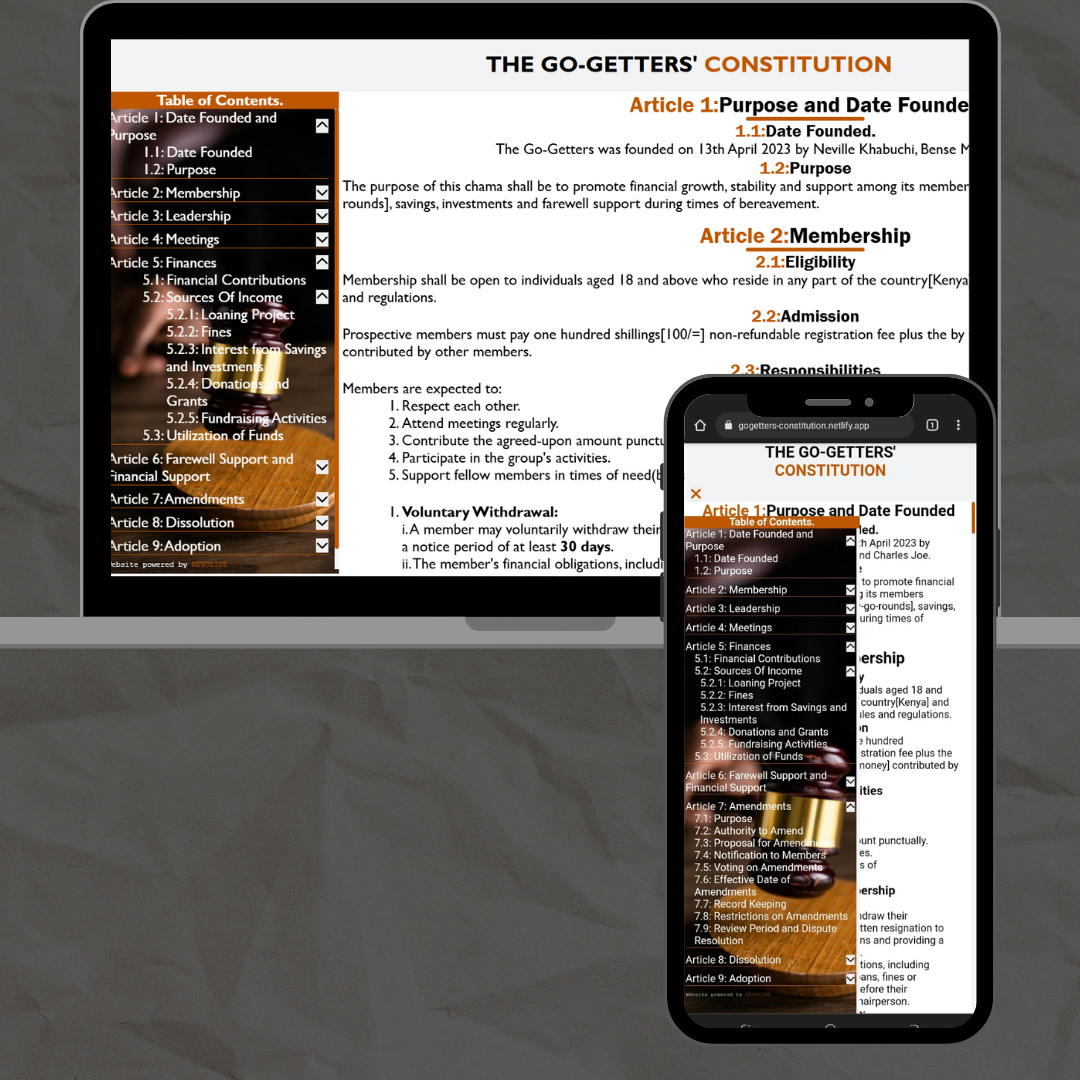 THE GO-GETTERS' CONSTITUTION
Table of Contents.
Article 1: Date Founded and
Purpose
1.1: Date Founded
1.2: Purpose
Article 2: Membership
Article 3: Leadership
Article 4: Meetings
Article 5: Finances
5.1: Financial Contributions
5.2: Sources Of Income
5.2.1: Loaning Project
5.2.2: Fines
5.2.3: Interest from Savings
and Investments
5.2.4: Donations and
Grants
5.2.5: Fundraising Activities
5.3: Utilization of Funds
Article 6: Farewell Support and
Financial Support
Article 7: Amendments
Article 8: Dissolution
Article 9: Adoption
Website powered by NEVOLINE
Article 1:Purpose and Date Founde
1.1:Date Founded.
The Go-Getters was founded on 13th April 2023 by Neville Khabuchi, Bense M
1.2:Purpose
The purpose of this chama shall be to promote financial growth, stability and support among its member
rounds], savings, investments and farewell support during times of bereavement.
Article 2:Membership
2.1:Eligibility
Membership shall be open to individuals aged 18 and above who reside in any part of the country[Kenya]
and regulations.
2.2:Admission
Prospective members must pay one hundred shillings[100/=] non-refundable registration fee plus the by
contributed by other members.
2.3:Responsibilities
Members are expected to:
1. Respect each other.
2. Attend meetings regularly.
3. Contribute the agreed-upon amount punctu
4. Participate in the group's activities.
5. Support fellow members in times of need(b
1. Voluntary Withdrawal:
i. A member may voluntarily withdraw their
a notice period of at least 30 days.
ii. The member's financial obligations, includi
gogetters-constitution.netlify.app
1
THE GO-GETTERS'
CONSTITUTION
×
Article 1:Purpose and Date Founded
Table of Contents.
Article 1: Date Founded and
Purpose
1.1: Date Founded
1.2: Purpose
Article 2: Membership
Article 3: Leadership
Article 4: Meetings
Article 5: Finances
5.1: Financial Contributions
5.2: Sources Of Income
5.2.1: Loaning Project
5.2.2: Fines
5.2.3: Interest from Savings and
Investments
5.2.4: Donations and Grants
5.2.5: Fundraising Activities
5.3: Utilization of Funds
Article 6: Farewell Support and
Financial Support
Article 7: Amendments
7.1: Purpose
7.2: Authority to Amend
7.3: Proposal for Amendments
7.4: Notification to Members
7.5: Voting on Amendments
7.6: Effective Date of
Amendments
7.7: Record Keeping
7.8: Restrictions on Amendments
7.9: Review Period and Dispute
Resolution
Article 8: Dissolution
Article 9: Adoption
Website powered by NEVOLINE
ded.
th April 2023 by
nd Charles Joe.
e
to promote financial
g its members
y-go-rounds], savings,
uring times of
ership
y
duals aged 18 and
country[Kenya] and
ules and regulations.
on
e hundred
istration fee plus the
money] contributed by
ities
unt punctually.
es.
s of
ership
hdraw their
tten resignation to
ns and providing a
tions, including
ans, fines or
efore their
hairperson.